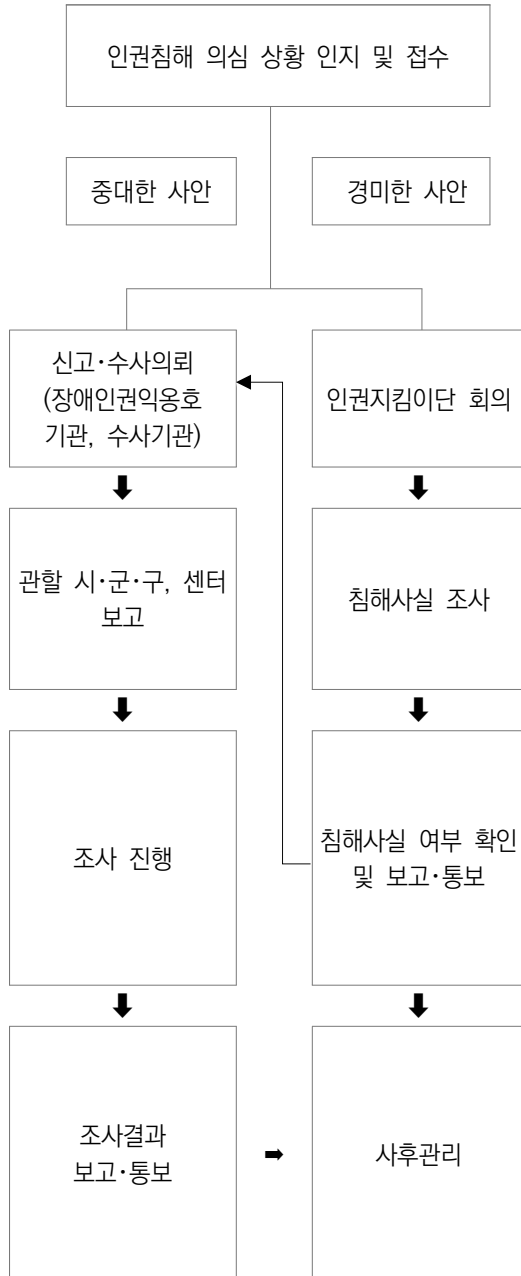 인권침해 의심 상황 인지 및 접수
중대한 사안
경미한 사안
신고·수사의뢰
(장애인권익옹호
기관, 수사기관)
인권지킴이단 회의
관할 시·군·구, 센터
보고
침해사실 조사
조사 진행
침해사실 여부 확인
및 보고·통보
조사결과
보고·통보
사후관리